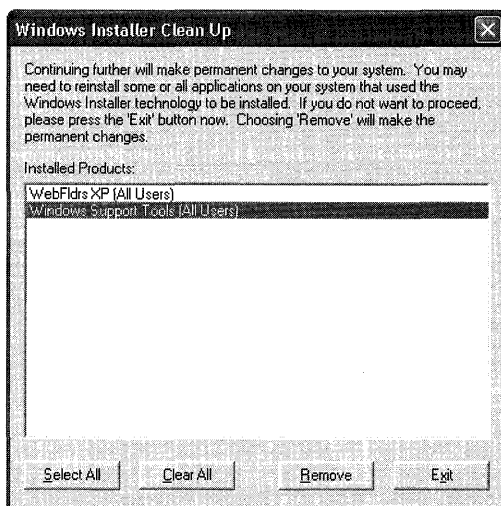 Windows Installer Clean Up
Continuing further will make permanent changes to your system. You may
need to reinstall some or all applications on your system that used the
Windows Installer technology to be installed. If you do not want to proceed,
please press the 'Exit' button now. Choosing 'Remove' will make the
permanent changes.
Installed Products:
WebFldrs XP (All Users)
Windows Support Tools (All Users)
Select All Clear All Remove Exit